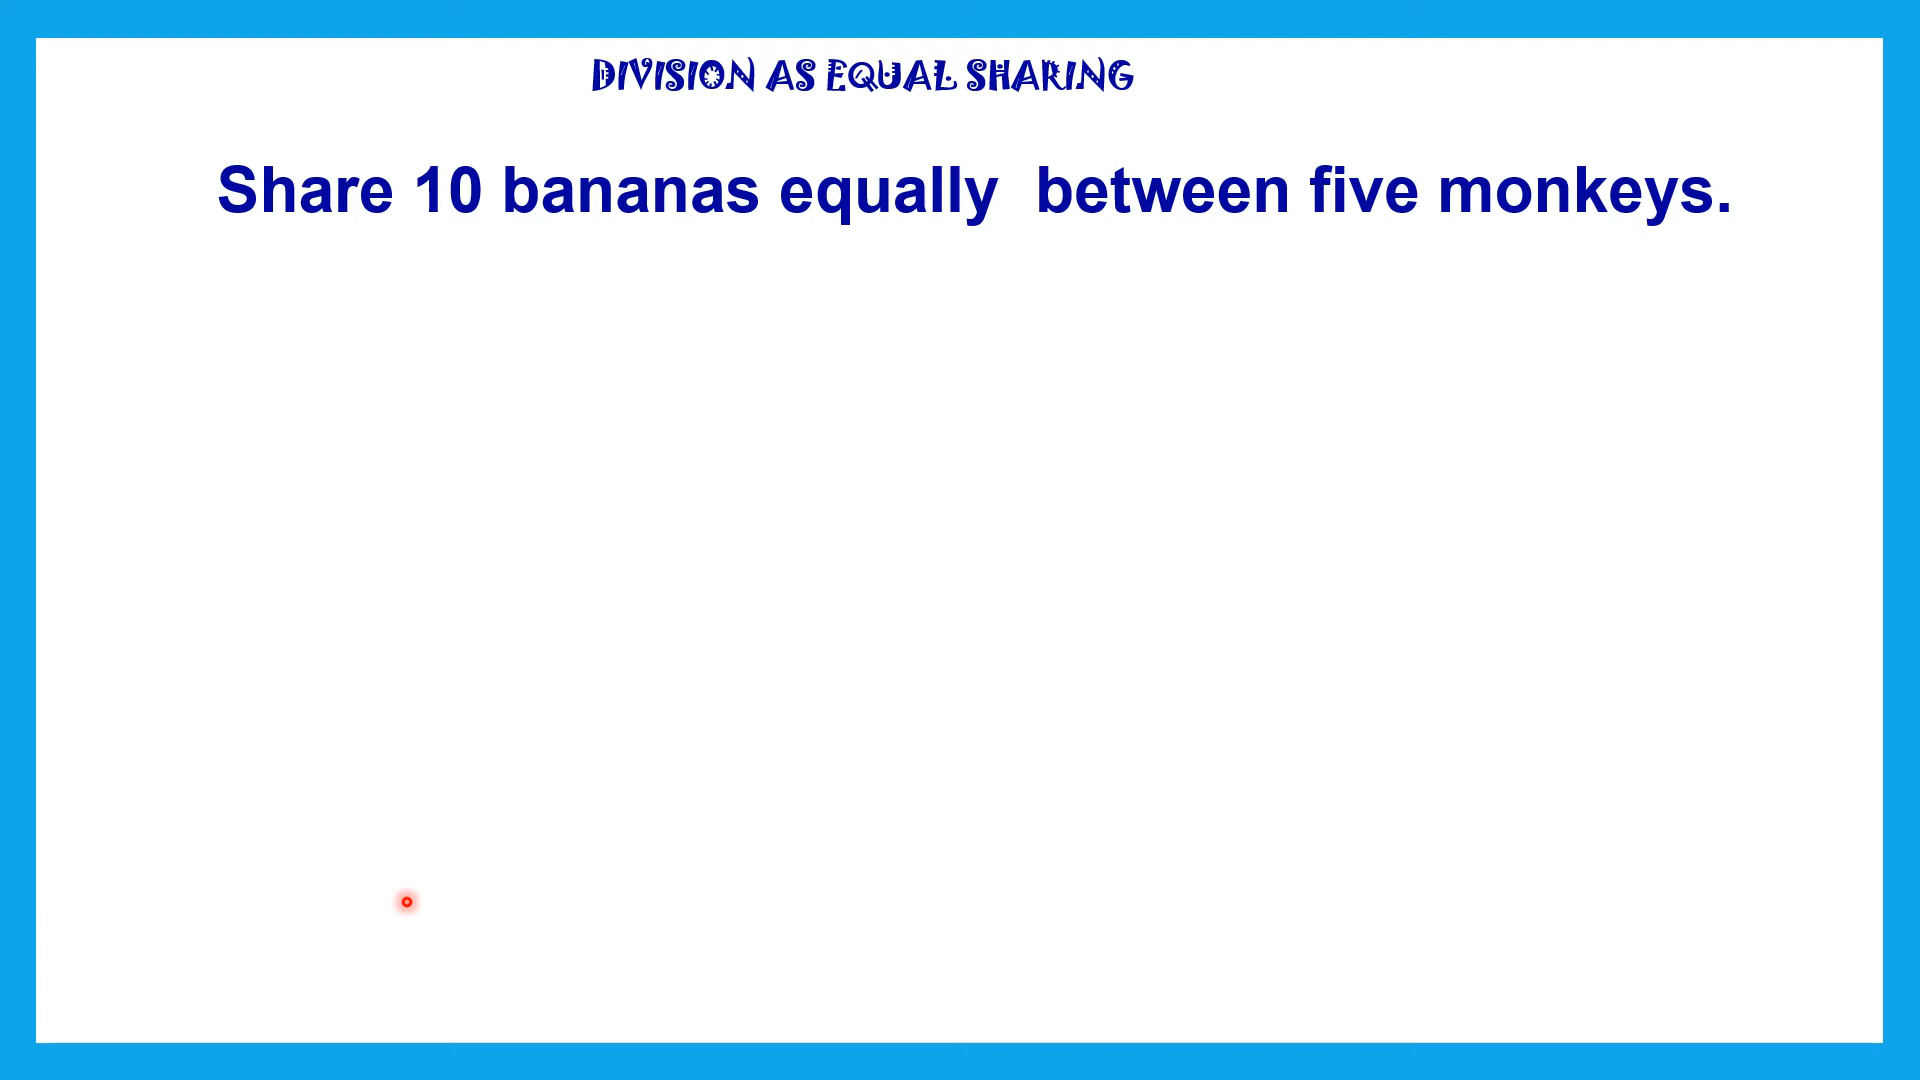 DIVISION AS EQUAL SHARING
Share 10 bananas equally  between five monkeys.